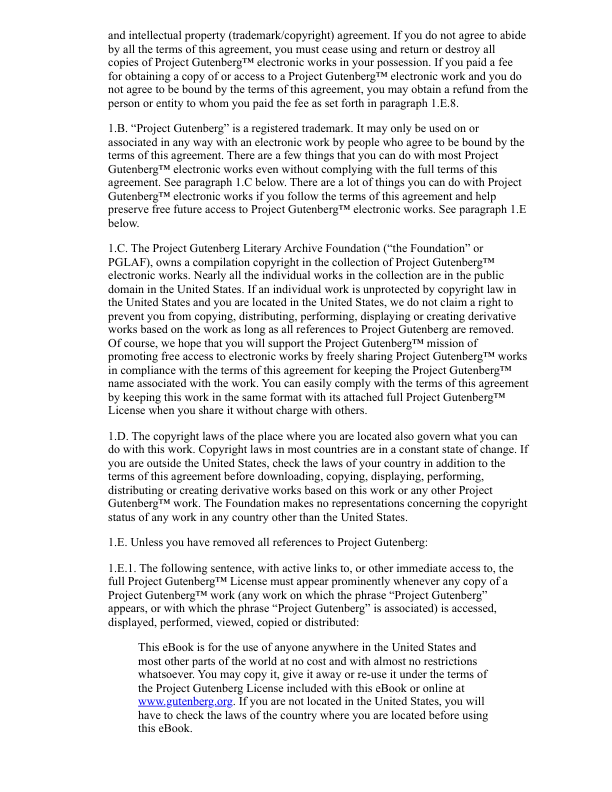 and intellectual property (trademark/copyright) agreement. If you do not agree to abide
by all the terms of this agreement, you must cease using and return or destroy all
copies of Project Gutenberg™ electronic works in your possession. If you paid a fee
for obtaining a copy of or access to a Project Gutenberg™ electronic work and you do
not agree to be bound by the terms of this agreement, you may obtain a refund from the
person or entity to whom you paid the fee as set forth in paragraph 1.E.8.
1.B. “Project Gutenberg” is a registered trademark. It may only be used on or
associated in any way with an electronic work by people who agree to be bound by the
terms of this agreement. There are a few things that you can do with most Project
Gutenberg™ electronic works even without complying with the full terms of this
agreement. See paragraph 1.C below. There are a lot of things you can do with Project
Gutenberg™ electronic works if you follow the terms of this agreement and help
preserve free future access to Project Gutenberg™ electronic works. See paragraph 1.E
below.
1.C. The Project Gutenberg Literary Archive Foundation (“the Foundation” or
PGLAF), owns a compilation copyright in the collection of Project Gutenberg™
electronic works. Nearly all the individual works in the collection are in the public
domain in the United States. If an individual work is unprotected by copyright law in
the United States and you are located in the United States, we do not claim a right to
prevent you from copying, distributing, performing, displaying or creating derivative
works based on the work as long as all references to Project Gutenberg are removed.
Of course, we hope that you will support the Project Gutenberg™ mission of
promoting free access to electronic works by freely sharing Project Gutenberg™ works
in compliance with the terms of this agreement for keeping the Project Gutenberg™
name associated with the work. You can easily comply with the terms of this agreement
by keeping this work in the same format with its attached full Project Gutenberg™
License when you share it without charge with others.
1.D. The copyright laws of the place where you are located also govern what you can
do with this work. Copyright laws in most countries are in a constant state of change. If
you are outside the United States, check the laws of your country in addition to the
terms of this agreement before downloading, copying, displaying, performing,
distributing or creating derivative works based on this work or any other Project
Gutenberg™ work. The Foundation makes no representations concerning the copyright
status of any work in any country other than the United States.
1.E. Unless you have removed all references to Project Gutenberg:
1.E.1. The following sentence, with active links to, or other immediate access to, the
full Project Gutenberg™ License must appear prominently whenever any copy of a
Project Gutenberg™ work (any work on which the phrase “Project Gutenberg”
appears, or with which the phrase “Project Gutenberg” is associated) is accessed,
displayed, performed, viewed, copied or distributed:
This eBook is for the use of anyone anywhere in the United States and
most other parts of the world at no cost and with almost no restrictions
whatsoever. You may copy it, give it away or re-use it under the terms of
the Project Gutenberg License included with this eBook or online at
www.gutenberg.org. If you are not located in the United States, you will
have to check the laws of the country where you are located before using
this eBook.